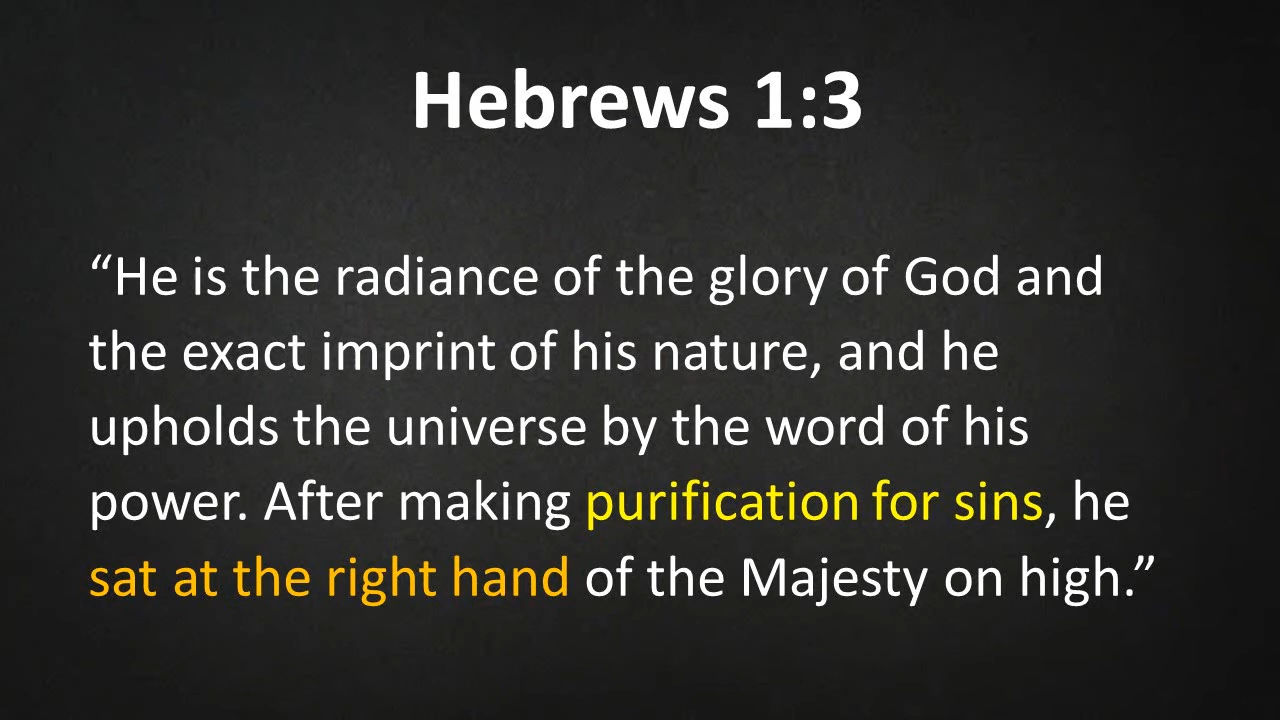 Hebrews 1:3
“He is the radiance of the glory of God and
the exact imprint of his nature, and he
upholds the universe by the word of his
power. After making purification for sins, he
sat at the right hand of the Majesty on high.”